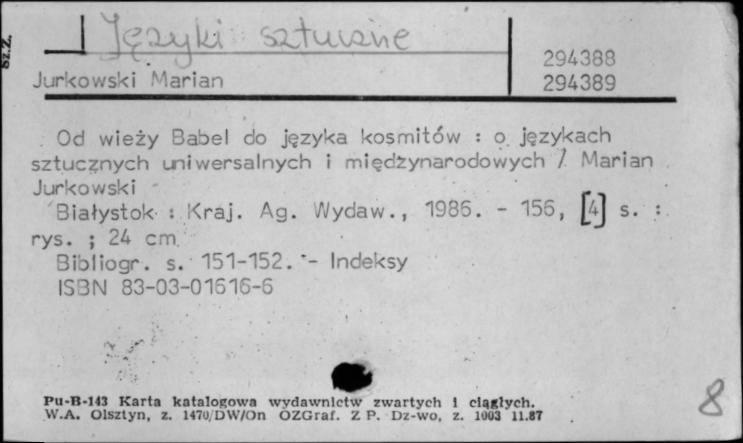 Języki sztuczne
Sz.Z.
294388
Jurkowski Marian
294389
Od wieży Babel do języka kosmitów : o językach
sztucznych uniwersalnych i międzynarodowych / Marian
Jurkowski
Białystok : Kraj. Ag. Wydaw., 1986. - 156, [4] s. :
rys. ; 24 cm.
Bibliogr. s. 151-152. - Indeksy
ISBN 83-03-01616-6
Pu-B-143 Karta katalogowa wydawnictw zwartych i ciągłych.
W.A. Olsztyn, z. 1470/DW/On OZGraf. Z P. Dz-wo, z. 1003 11.87
8